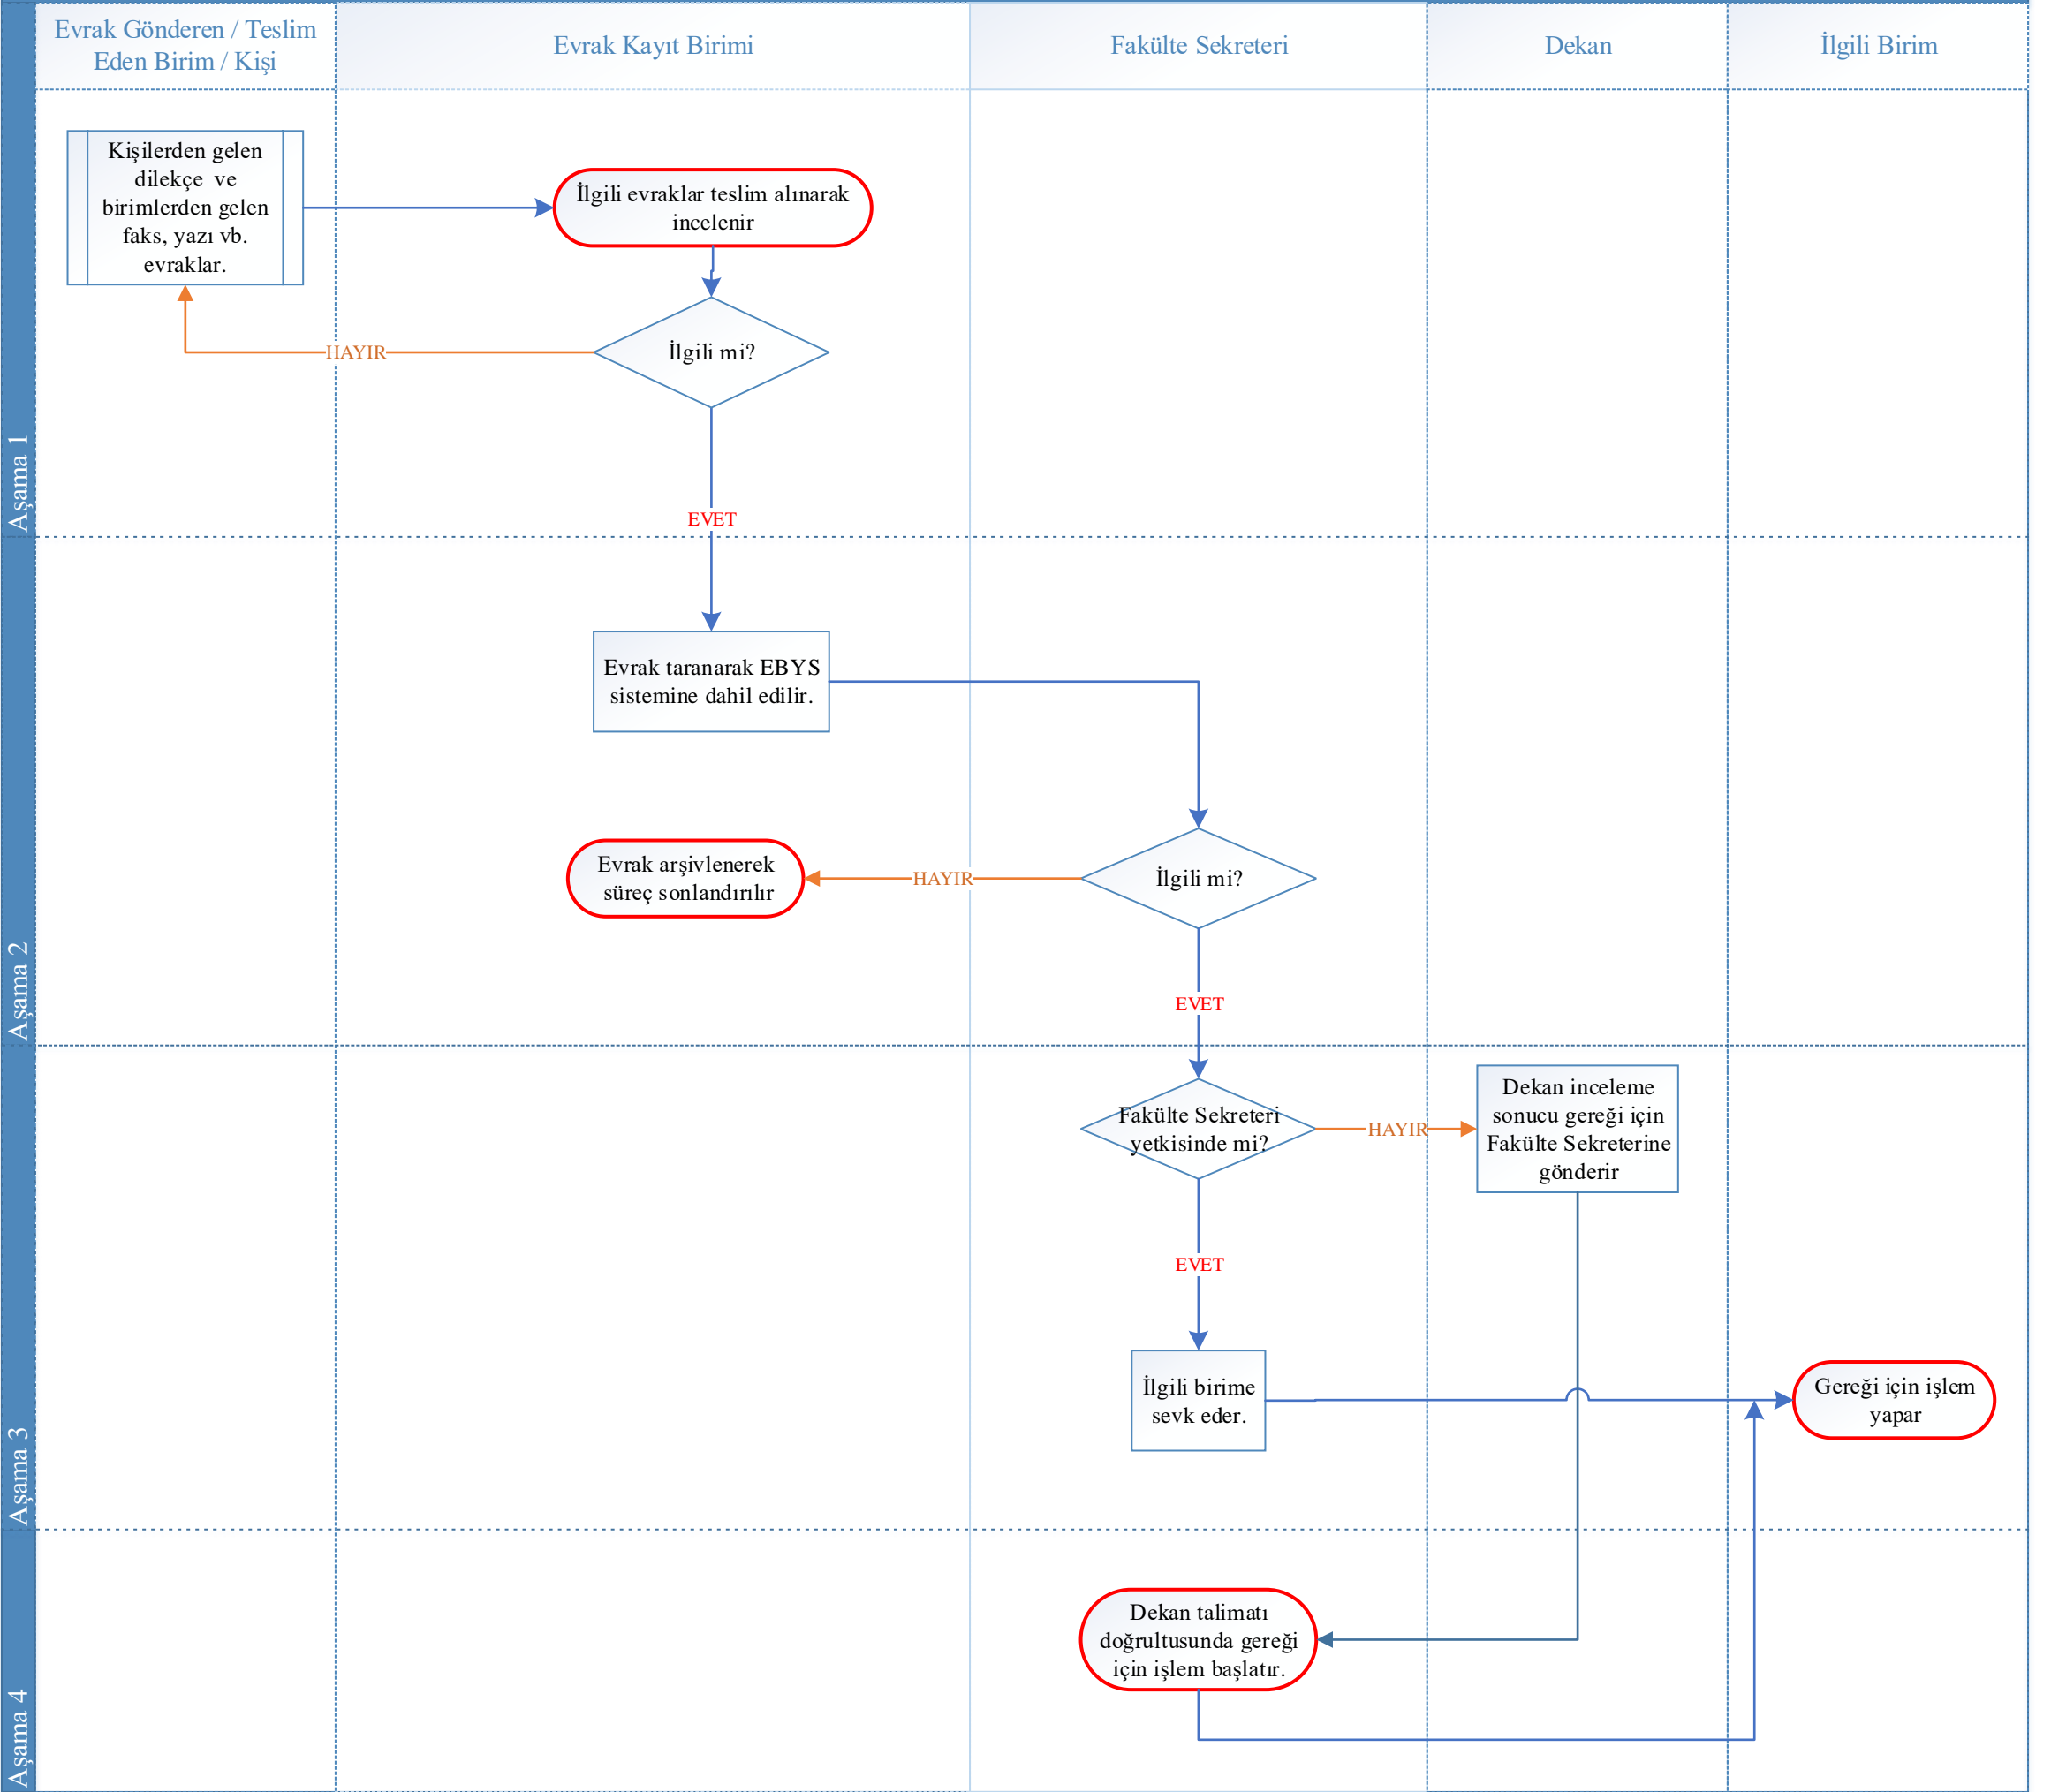 Evrak Gönderen / Teslim
Eden Birim / Kişi
Evrak Kayıt Birimi
Fakülte Sekreteri
Dekan
İlgili Birim
Aşama 1
Kişilerden gelen
dilekçe ve
birimlerden gelen
faks, yazı vb.
evraklar.
İlgili evraklar teslim alınarak
incelenir
İlgili mi?
HAYIR
EVET
Aşama 2
Evrak taranarak EBYS
sistemine dahil edilir.
Evrak arşivlenerek
süreç sonlandırılır
HAYIR
İlgili mi?
EVET
Aşama 3
Fakülte Sekreteri
yetkisinde mi?
HAYIR
Dekan inceleme
sonucu gereği için
Fakülte Sekreterine
gönderir
EVET
İlgili birime
sevk eder.
Gereği için işlem
yapar
Aşama 4
Dekan talimatı
doğrultusunda gereği
için işlem başlatır.